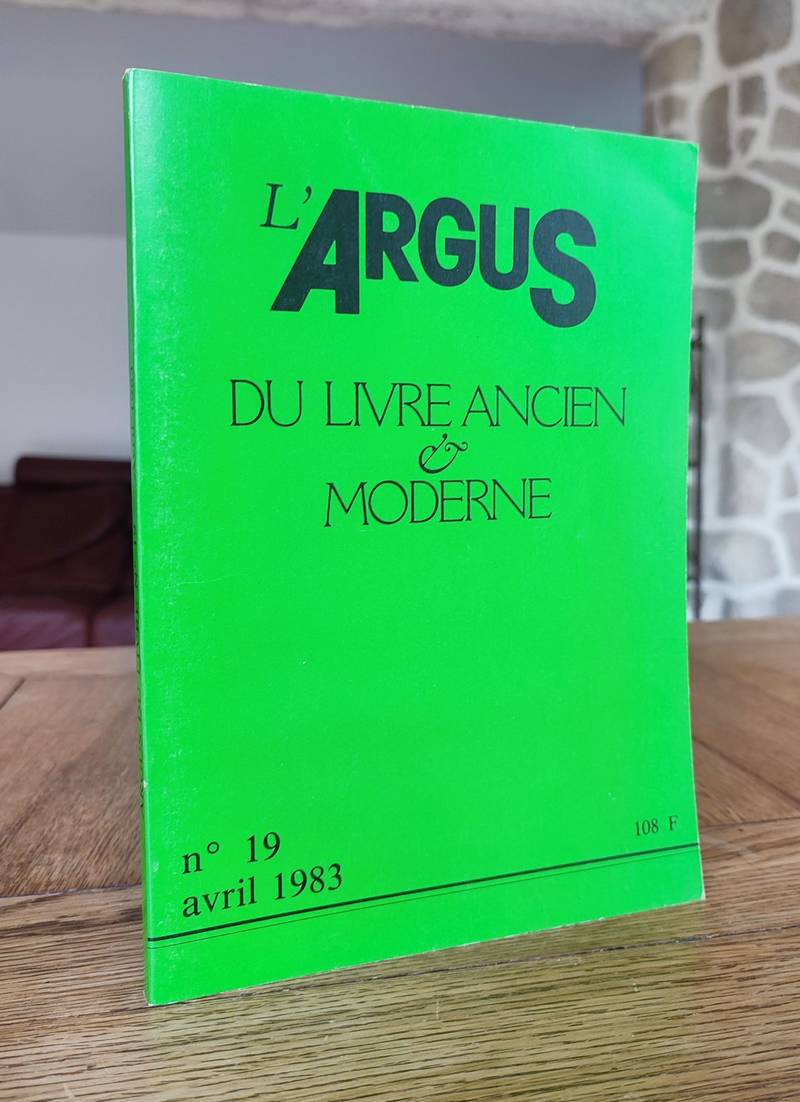 L'ARGUS
DU LIVRE ANCIEN
&
MODERNE
108 F
n° 19
avril 1983